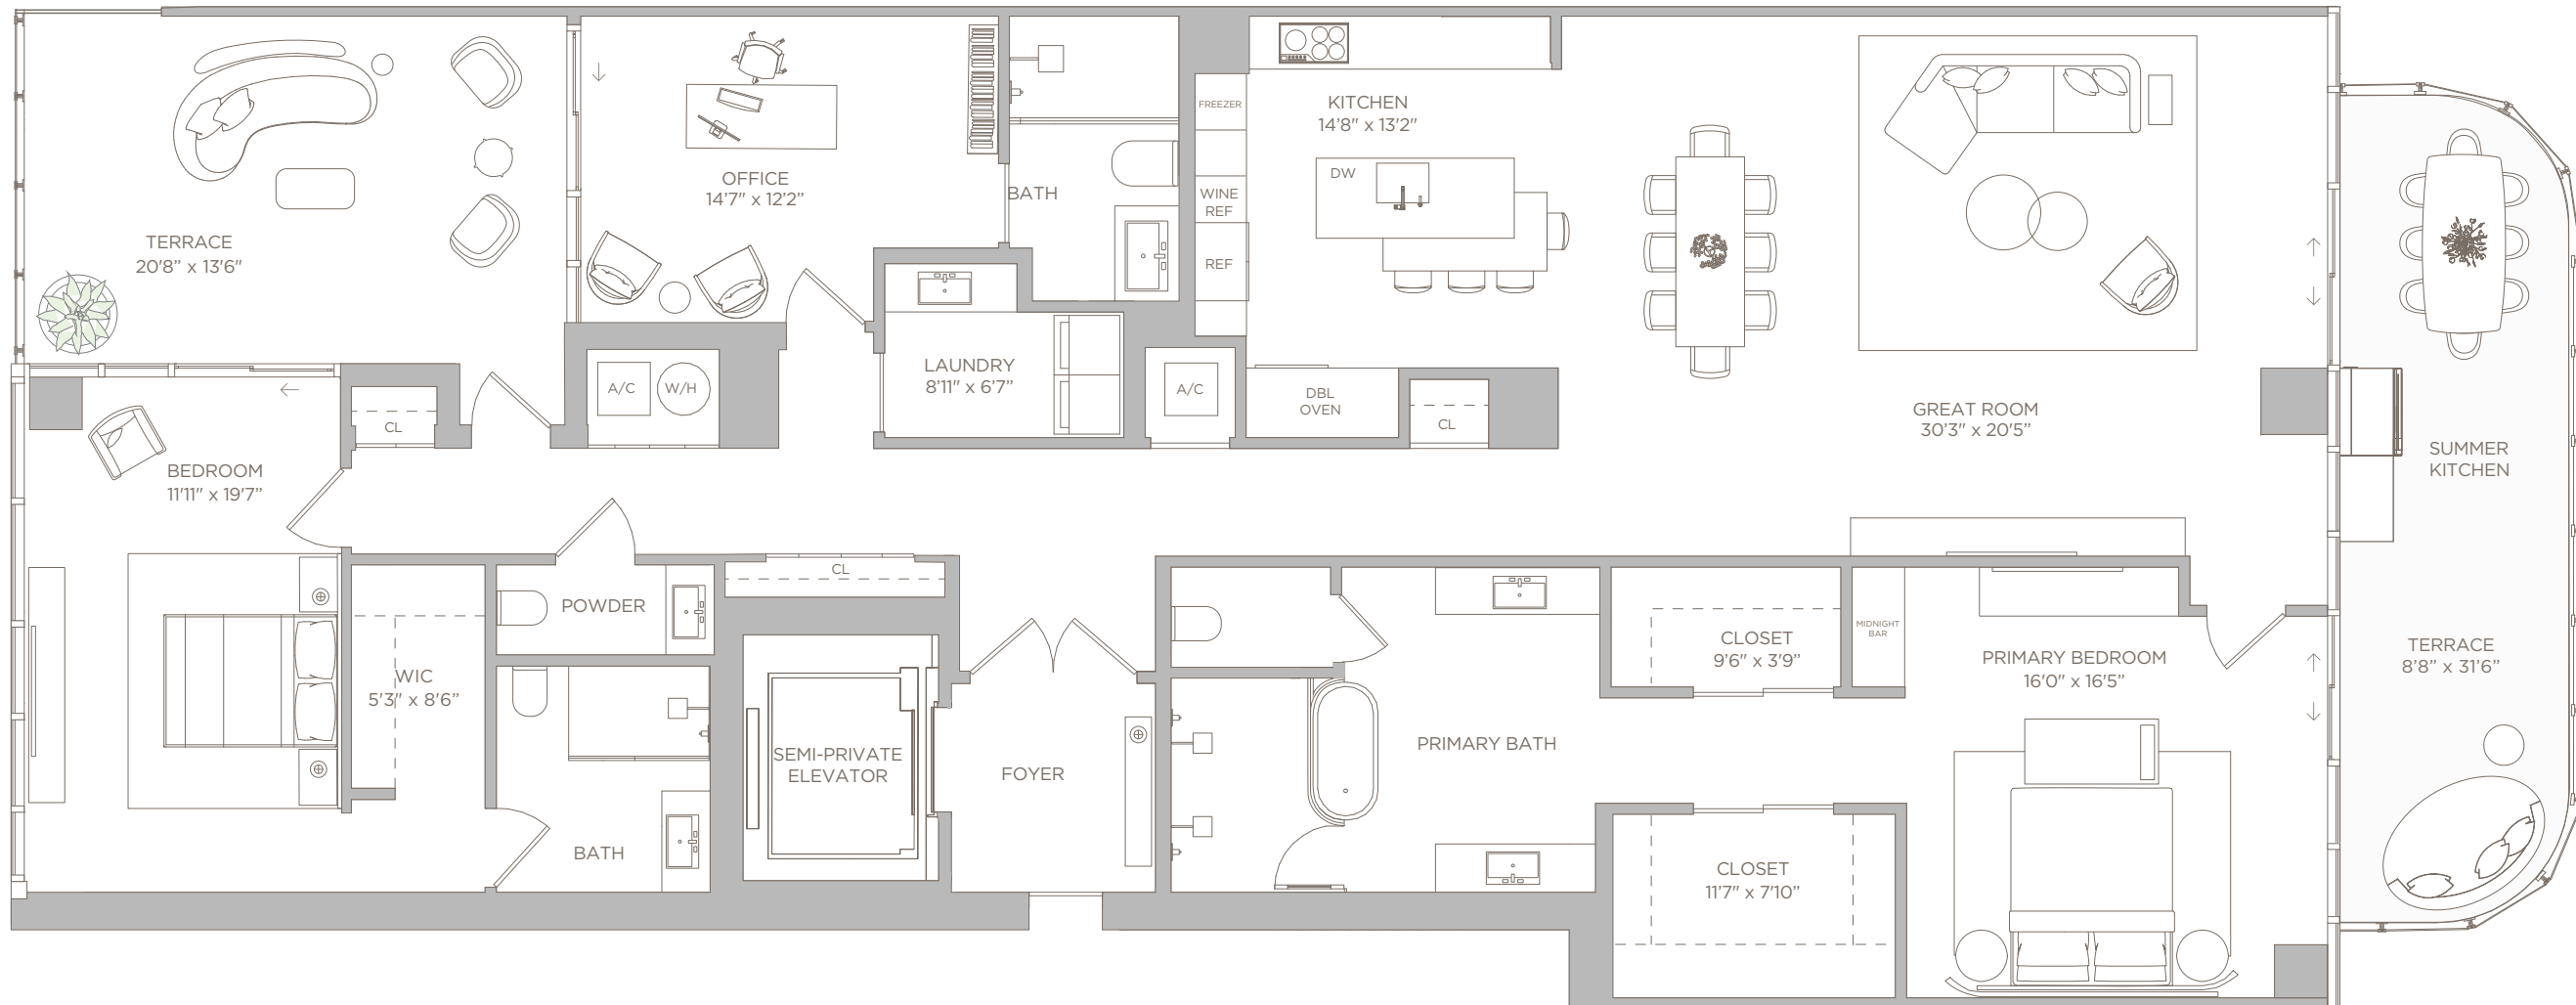 FREEZER
KITCHEN
14'8" x 13'2"
DW
OFFICE
14'7" x 12'2"
BATH
WINE
REF
REF
TERRACE
20'8" x 13'6"
LAUNDRY
8'11" x 6'7"
A/C
W/H
A/C
DBL
OVEN
CL
CL
GREAT ROOM
30'3" x 20'5"
SUMMER
KITCHEN
BEDROOM
11'11" x 19'7"
CL
POWDER
MIDNIGHT
BAR
CLOSET
9'6" x 3'9"
PRIMARY BEDROOM
16'0" x 16'5"
TERRACE
8'8" x 31'6"
WIC
5'3" x 8'6"
SEMI-PRIVATE
ELEVATOR
FOYER
PRIMARY BATH
BATH
CLOSET
11'7" x 7'10"